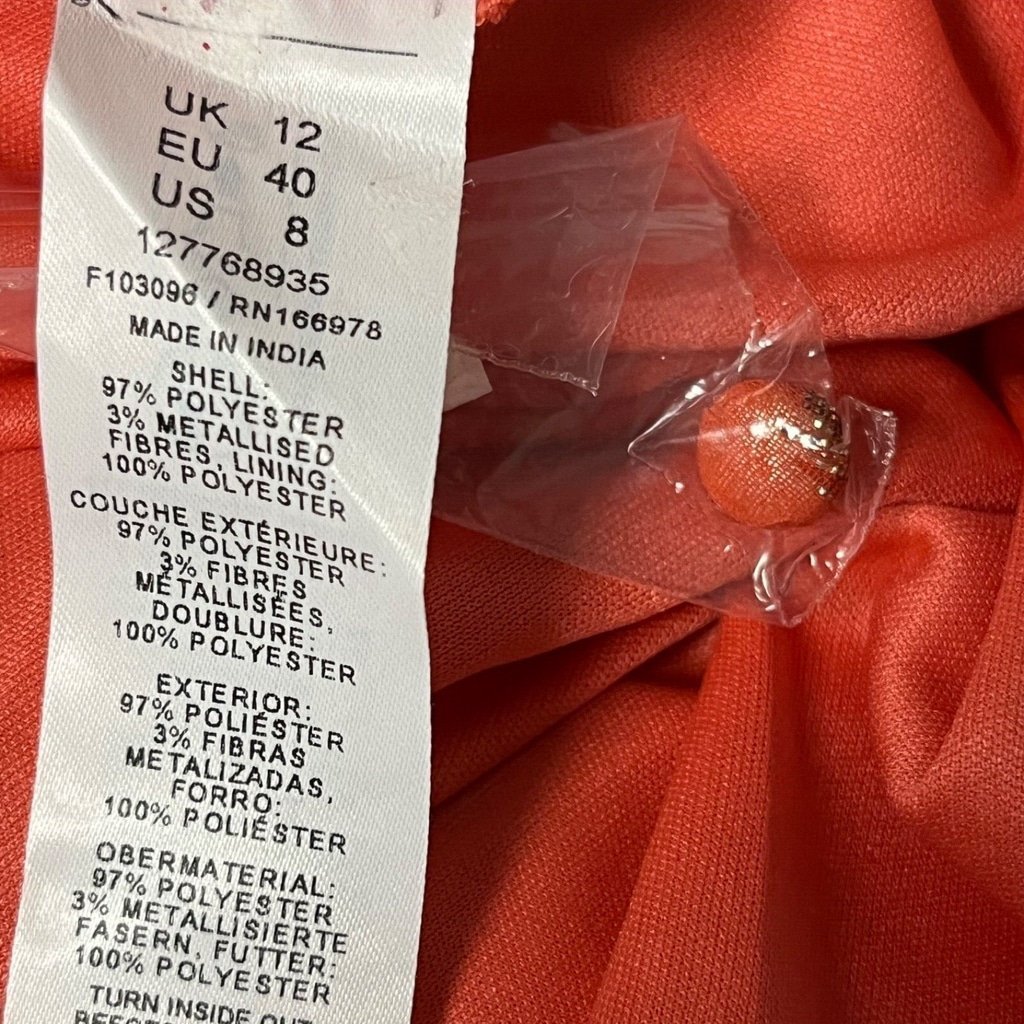 UK 12
EU 40
US 8
127768935
F103096 / RN166978
MADE IN INDIA
SHELL:
97% POLYESTER
3% METALLISED
FIBRES, LINING:
100% POLYESTER
COUCHE EXTÉRIEURE:
97% POLYESTER
3% FIBRES
MÉTALLISÉES,
DOUBLURE:
100% POLYESTER
EXTERIOR:
97% POLIÉSTER
3% FIBRAS
METALIZADAS,
FORRO:
100% POLIÉSTER
OBERMATERIAL:
97% POLYESTER
3% METALLISIERTE
FASERN, FUTTER:
100% POLYESTER
TURN INSIDE OUT